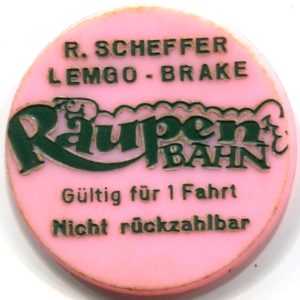 R. SCHEFFER
LEMGO - BRAKE
Raupen
BAHN
Gültig für 1 Fahrt
Nicht rückzahlbar